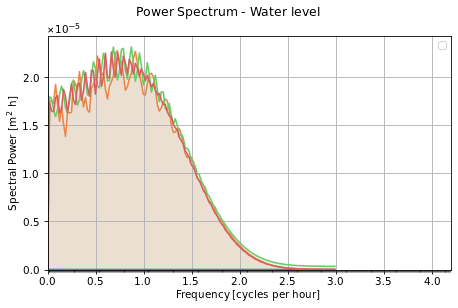 Power Spectrum - Water level
×10⁻⁵
2.0
1.5
1.0
0.5
0.0
0.0 0.5 1.0 1.5 2.0 2.5 3.0 3.5 4.0
Spectral Power [m² h]
Frequency [cycles per hour]